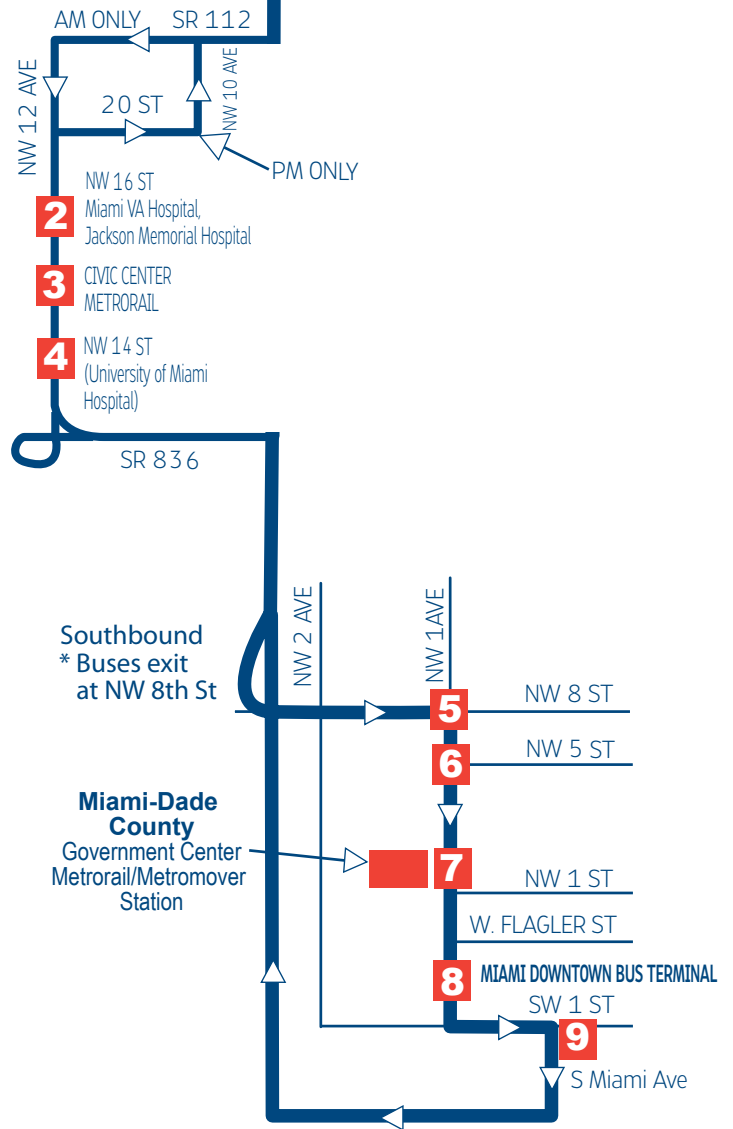 AM ONLY
SR 112
NW 12 AVE
NW 10 AVE
20 ST
PM ONLY
2
NW 16 ST
Miami VA Hospital,
Jackson Memorial Hospital
3
CIVIC CENTER
METRORAIL
4
NW 14 ST
(University of Miami
Hospital)
SR 836
Southbound
* Buses exit
at NW 8th St
NW 2 AVE
NW 1AVE
5
NW 8 ST
6
NW 5 ST
Miami-Dade
County
Government Center
Metrorail/Metromover
Station
7
NW 1 ST
W. FLAGLER ST
8
MIAMI DOWNTOWN BUS TERMINAL
SW 1 ST
9
S Miami Ave